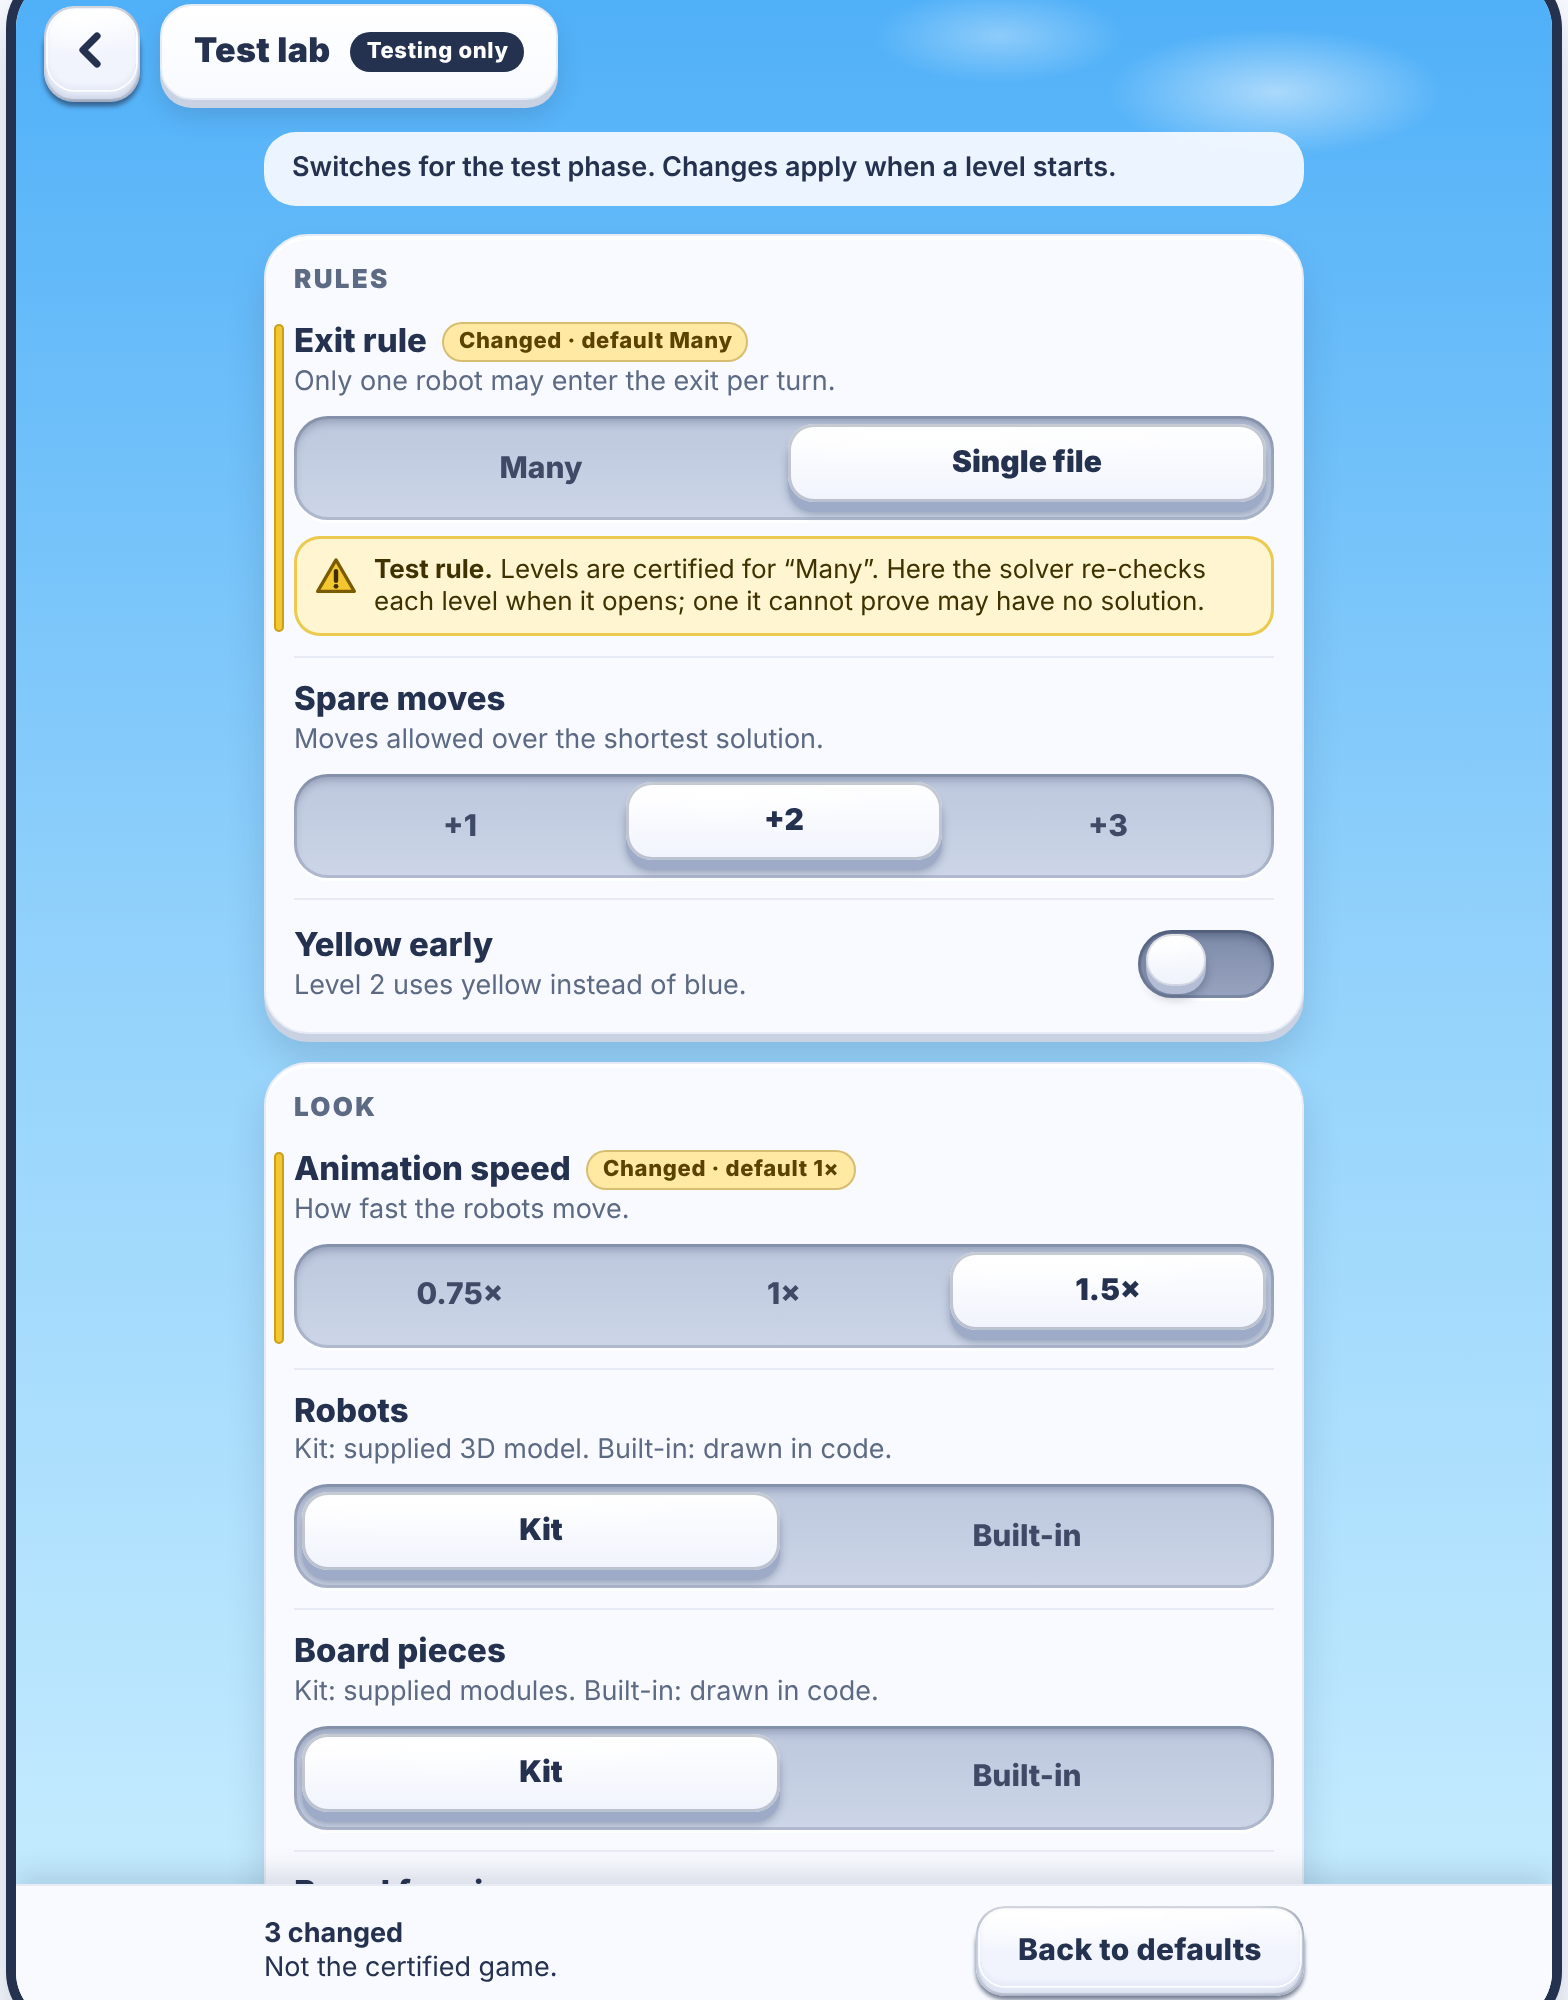 Test lab
Testing only
Switches for the test phase. Changes apply when a level starts.
RULES
Exit rule
Changed · default Many
Only one robot may enter the exit per turn.
Many
Single file
Test rule. Levels are certified for “Many”. Here the solver re-checks
each level when it opens; one it cannot prove may have no solution.
Spare moves
Moves allowed over the shortest solution.
+1
+2
+3
Yellow early
Level 2 uses yellow instead of blue.
LOOK
Animation speed
Changed · default 1×
How fast the robots move.
0.75×
1×
1.5×
Robots
Kit: supplied 3D model. Built-in: drawn in code.
Kit
Built-in
Board pieces
Kit: supplied modules. Built-in: drawn in code.
Kit
Built-in
3 changed
Not the certified game.
Back to defaults